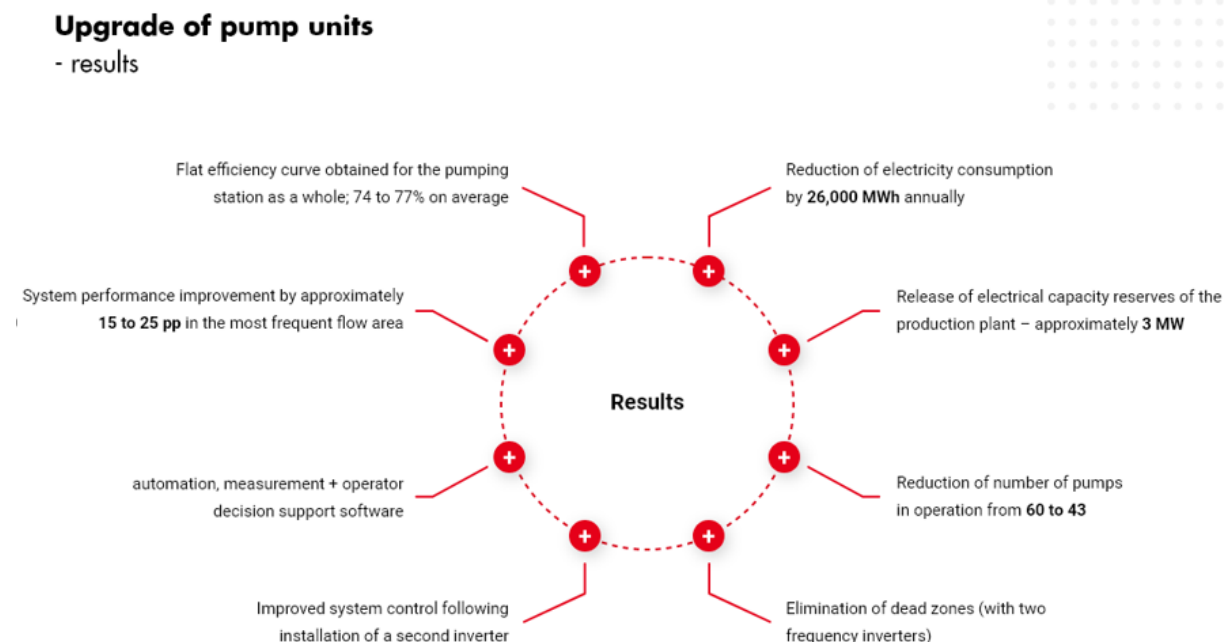 Upgrade of pump units
- results
Flat efficiency curve obtained for the pumping
station as a whole; 74 to 77% on average
Reduction of electricity consumption
by 26,000 MWh annually
System performance improvement by approximately
15 to 25 pp in the most frequent flow area
Release of electrical capacity reserves of the
production plant – approximately 3 MW
Results
automation, measurement + operator
decision support software
Reduction of number of pumps
in operation from 60 to 43
Improved system control following
installation of a second inverter
Elimination of dead zones (with two
frequency inverters)